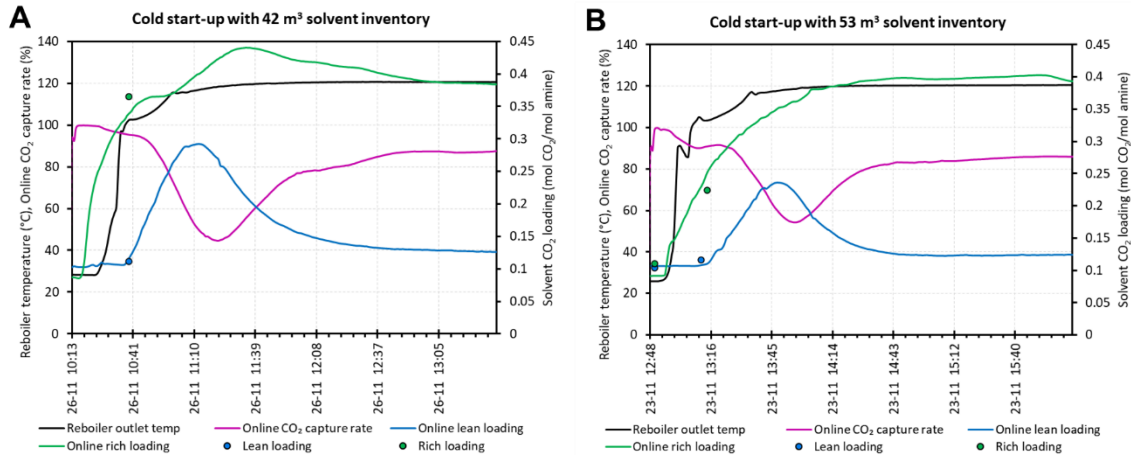 A
Cold start-up with 42 m³ solvent inventory
Reboiler temperature (°C), Online CO₂ capture rate (%)
140
120
100
80
60
40
20
0
0.45
0.4
0.35
0.3
0.25
0.2
0.15
0.1
0.05
0
Solvent CO₂ loading (mol CO₂/mol amine)
26-11 10:13
26-11 10:41
26-11 11:10
26-11 11:39
26-11 12:08
26-11 12:37
26-11 13:05
Reboiler outlet temp
Online CO₂ capture rate
Online lean loading
Online rich loading
Lean loading
Rich loading
B
Cold start-up with 53 m³ solvent inventory
Reboiler temperature (°C), Online CO₂ capture rate (%)
140
120
100
80
60
40
20
0
0.45
0.4
0.35
0.3
0.25
0.2
0.15
0.1
0.05
0
Solvent CO₂ loading (mol CO₂/mol amine)
23-11 12:48
23-11 13:16
23-11 13:45
23-11 14:14
23-11 14:43
23-11 15:12
23-11 15:40
Reboiler outlet temp
Online CO₂ capture rate
Online lean loading
Online rich loading
Lean loading
Rich loading